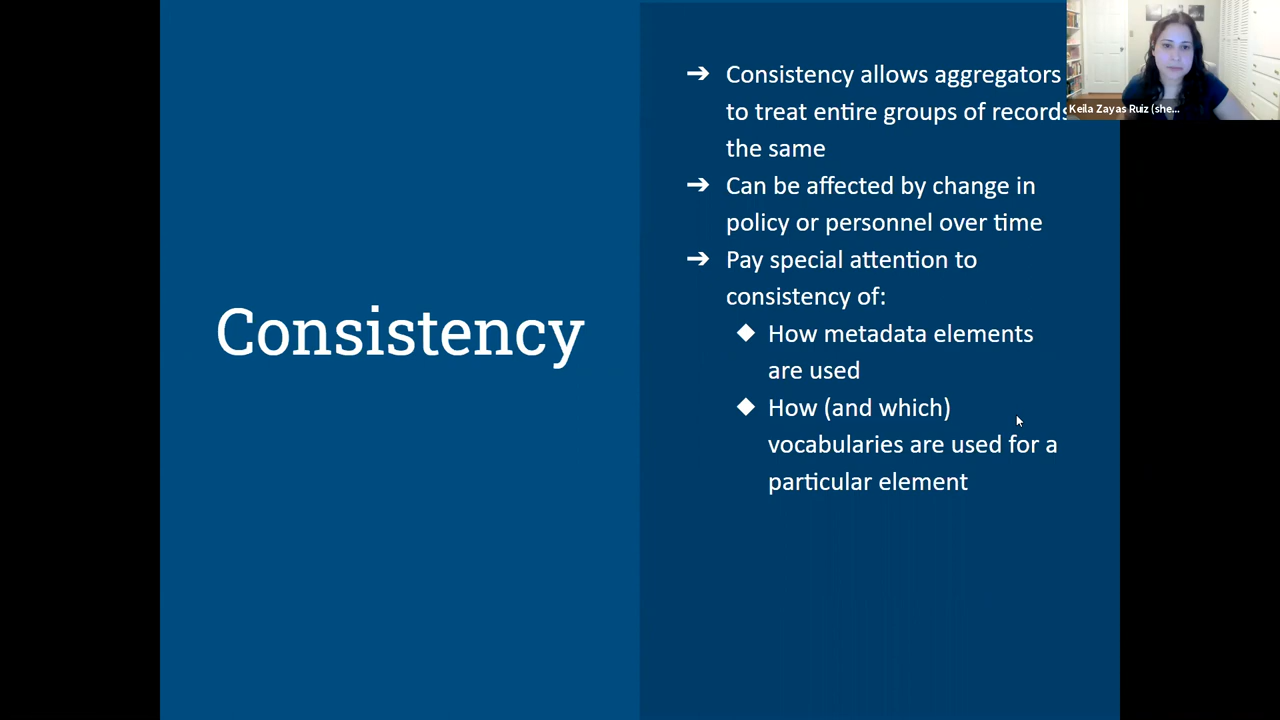 Consistency
➔ Consistency allows aggregators
to treat entire groups of records
the same
➔ Can be affected by change in
policy or personnel over time
➔ Pay special attention to
consistency of:
◆ How metadata elements
are used
◆ How (and which)
vocabularies are used for a
particular element
Keila Zayas Ruiz (she...